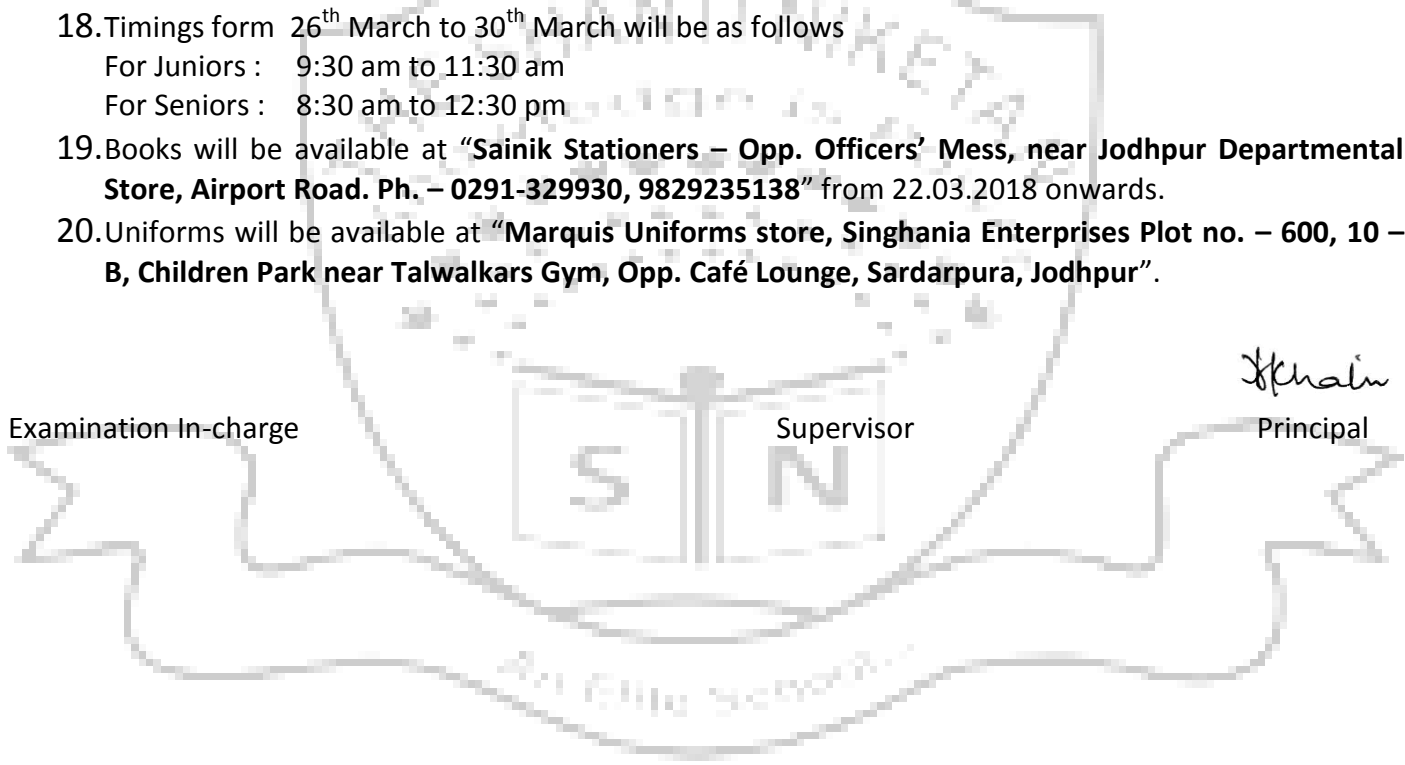 18.Timings form 26th March to 30th March will be as follows
For Juniors : 9:30 am to 11:30 am
For Seniors : 8:30 am to 12:30 pm
19.Books will be available at “Sainik Stationers – Opp. Officers’ Mess, near Jodhpur Departmental
Store, Airport Road. Ph. – 0291-329930, 9829235138” from 22.03.2018 onwards.
20.Uniforms will be available at “Marquis Uniforms store, Singhania Enterprises Plot no. – 600, 10 –
B, Children Park near Talwalkars Gym, Opp. Café Lounge, Sardarpura, Jodhpur”.
Examination In-charge Supervisor Principal
S N
An Elite School